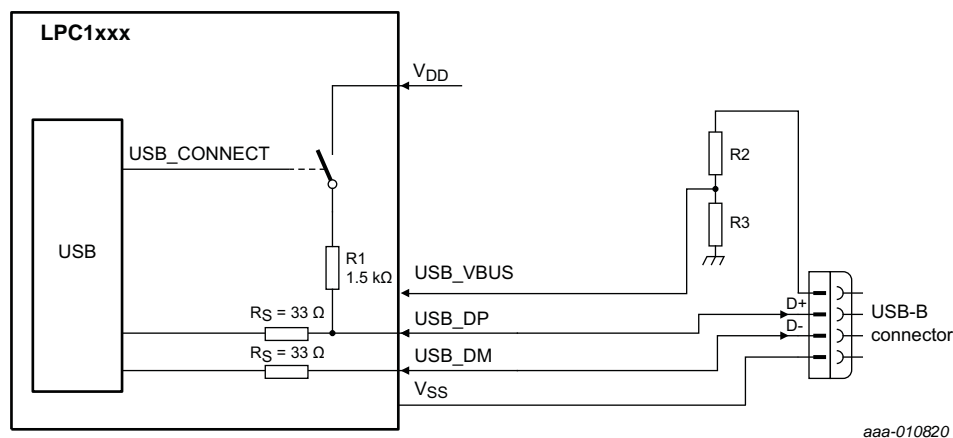 LPC1xxx
VDD
USB_CONNECT
R2
USB
R3
R1
1.5 kΩ
USB_VBUS
RS = 33 Ω
USB_DP
D+
USB-B
RS = 33 Ω
USB_DM
D-
connector
VSS
aaa-010820